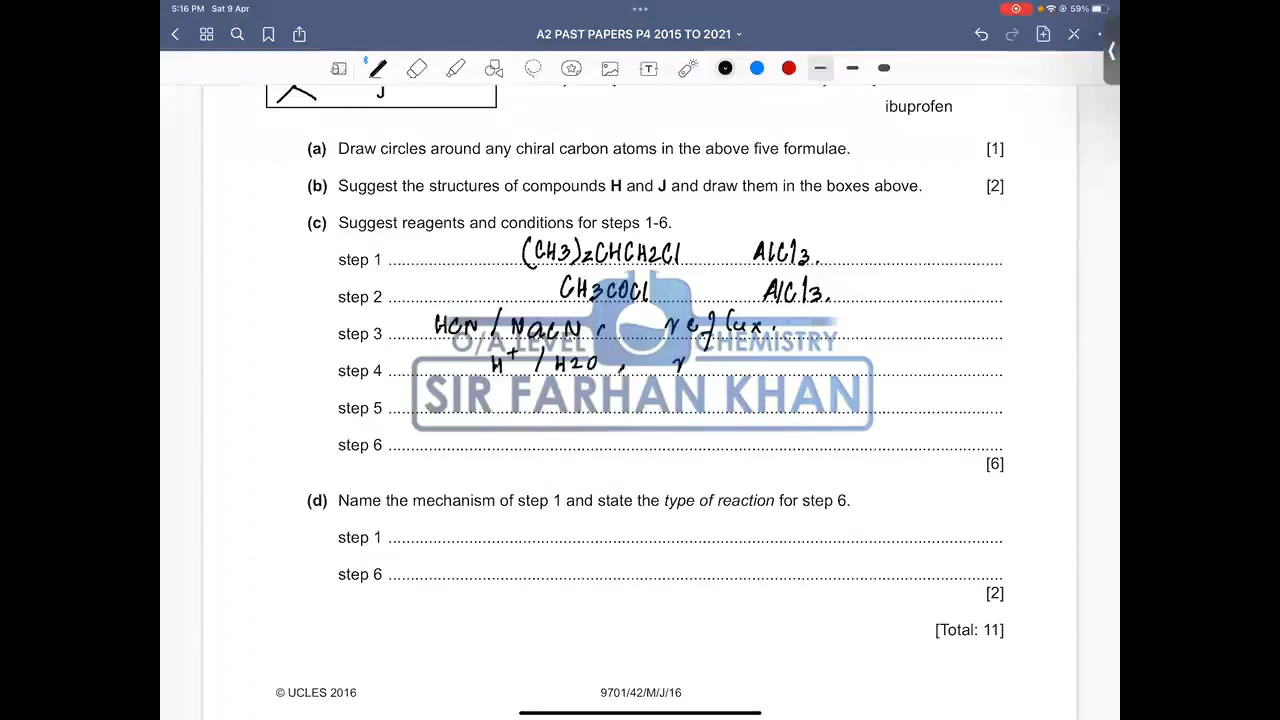 5:16 PM Sat 9 Apr
59%
A2 PAST PAPERS P4 2015 TO 2021
J
ibuprofen
(a) Draw circles around any chiral carbon atoms in the above five formulae. [1]
(b) Suggest the structures of compounds H and J and draw them in the boxes above. [2]
(c) Suggest reagents and conditions for steps 1-6.
step 1 (CH3)2CHCH2Cl AlCl3.
step 2 CH3COCl AlCl3.
step 3 HCN / NaCN, reflux.
O/A LEVEL CHEMISTRY
step 4 H+ / H2O, r
SIR FARHAN KHAN
step 5
step 6
[6]
(d) Name the mechanism of step 1 and state the type of reaction for step 6.
step 1
step 6
[2]
[Total: 11]
© UCLES 2016 9701/42/M/J/16